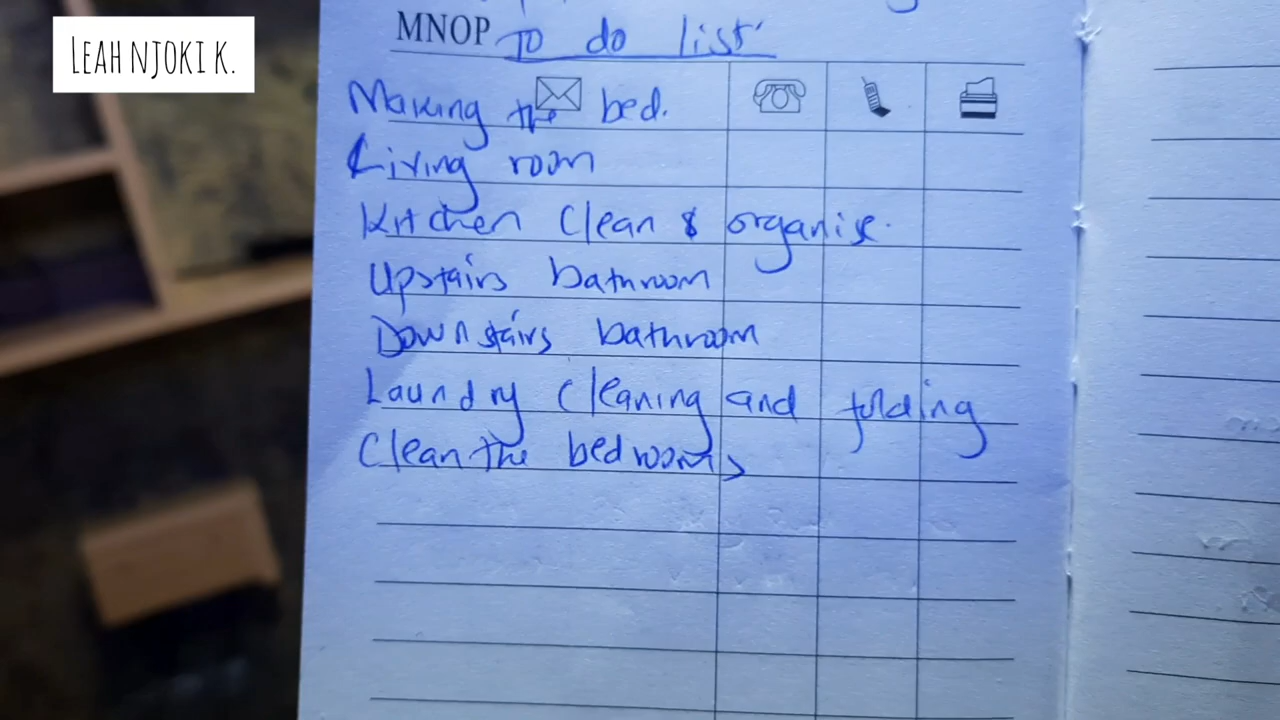 LEAH NJOKI K.
MNOP To do list
Making the bed.
Living room
Kitchen Clean & organise.
Upstairs bathroom
Downstairs bathroom
Laundry cleaning and folding
Clean the bedrooms